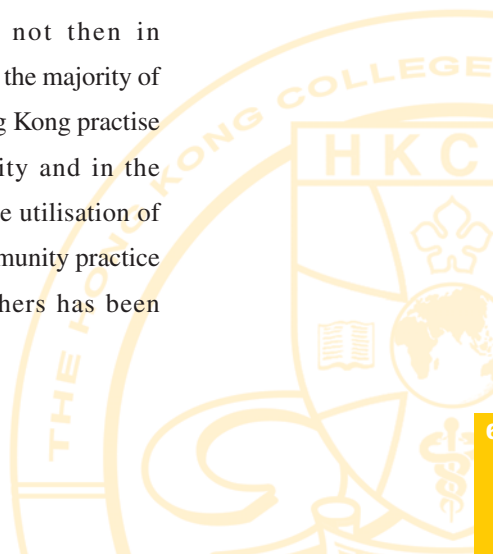 not then in
the majority of
g Kong practise
ity and in the
e utilisation of
munity practice
hers has been
THE HONG KONG COLLEGE
HKC
6